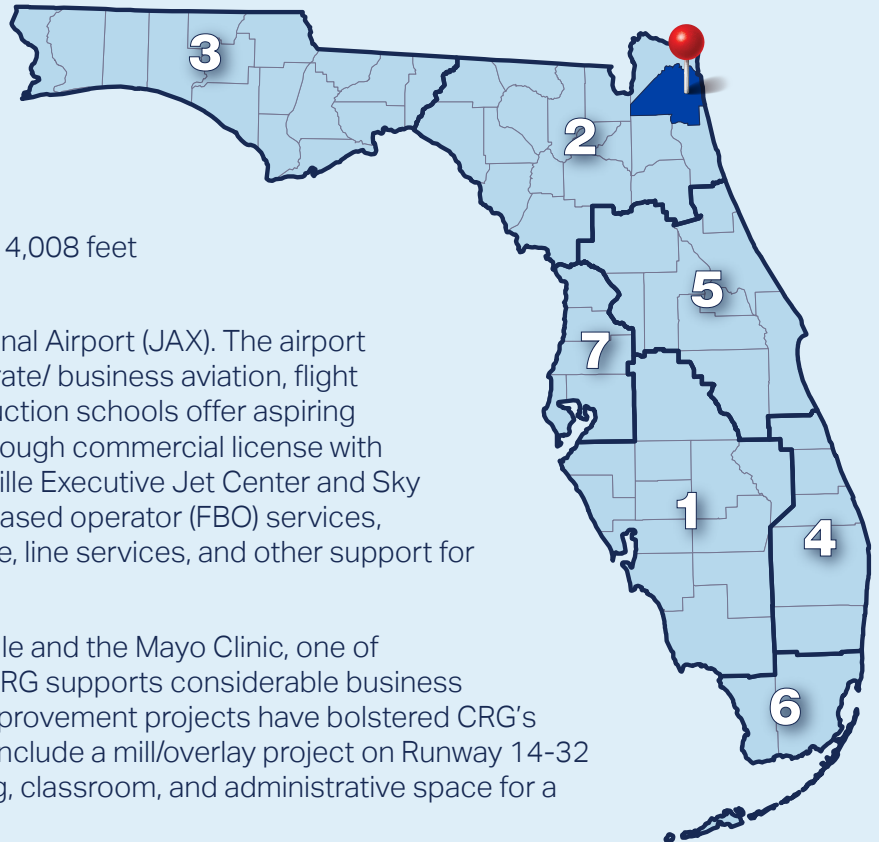 3
2
4,008 feet
5
nal Airport (JAX). The airport
7
rate/ business aviation, flight
uction schools offer aspiring
ough commercial license with
ille Executive Jet Center and Sky
ased operator (FBO) services,
1
4
e, line services, and other support for
le and the Mayo Clinic, one of
RG supports considerable business
6
provement projects have bolstered CRG's
nclude a mill/overlay project on Runway 14-32
g, classroom, and administrative space for a